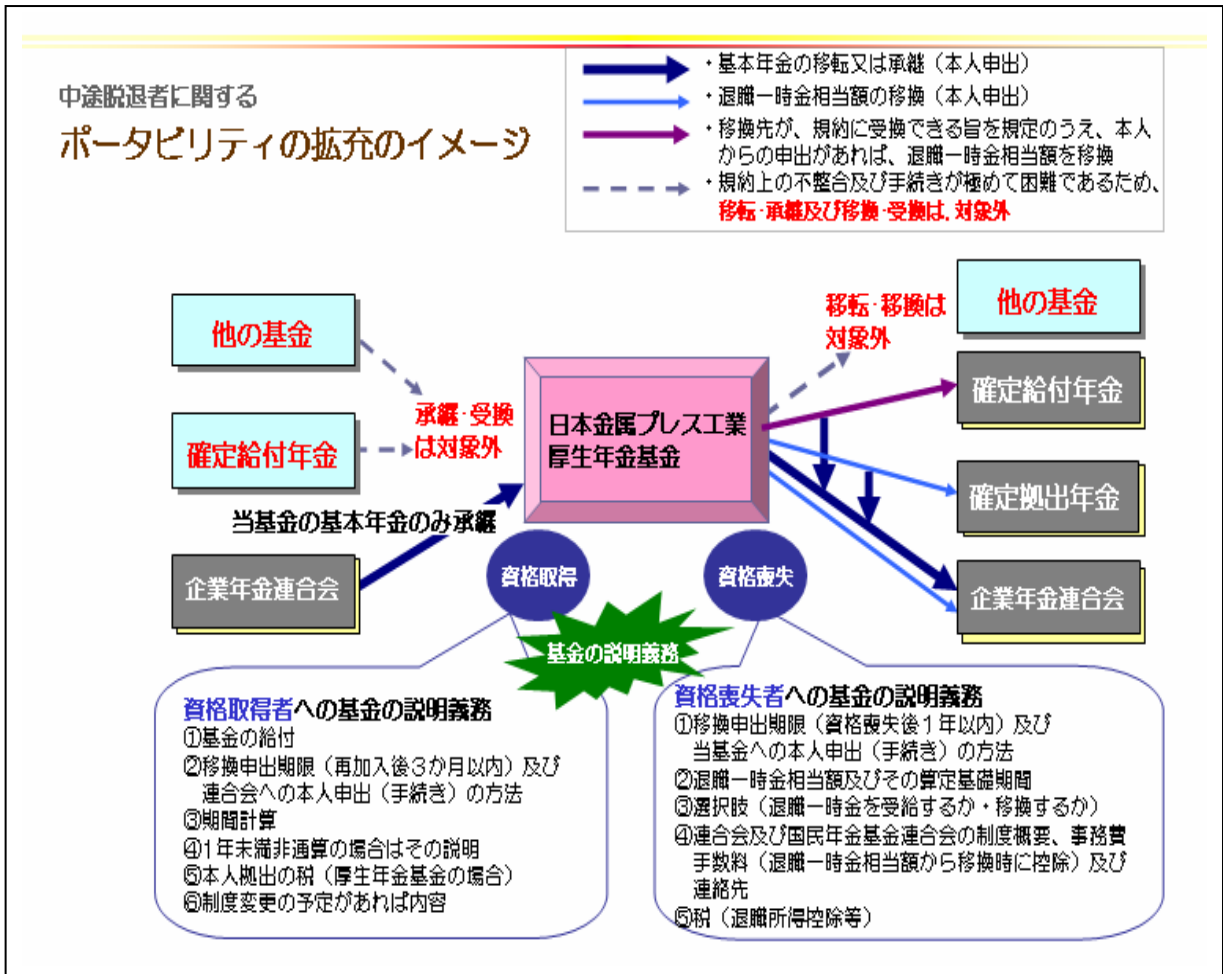 中途脱退者に関する
ポータビリティの拡充のイメージ
・基本年金の移転又は承継（本人申出）
・退職一時金相当額の移換（本人申出）
・移換先が、規約に受換できる旨を規定のうえ、本人
からの申出があれば、退職一時金相当額を移換
・規約上の不整合及び手続きが極めて困難であるため、
移転・承継及び移換・受換は、対象外
他の基金
確定給付年金
企業年金連合会
承継・受換
は対象外
当基金の基本年金のみ承継
日本金属プレス工業
厚生年金基金
移転・移換は
対象外
他の基金
確定給付年金
確定拠出年金
企業年金連合会
資格取得
資格喪失
基金の説明義務
資格取得者への基金の説明義務
①基金の給付
②移換申出期限（再加入後３か月以内）及び
連合会への本人申出（手続き）の方法
③期間計算
④１年未満非通算の場合はその説明
⑤本人拠出の税（厚生年金基金の場合）
⑥制度変更の予定があれば内容
資格喪失者への基金の説明義務
①移換申出期限（資格喪失後１年以内）及び
当基金への本人申出（手続き）の方法
②退職一時金相当額及びその算定基礎期間
③選択肢（退職一時金を受給するか・移換するか）
④連合会及び国民年金基金連合会の制度概要、事務費
手数料（退職一時金相当額から移換時に控除）及び
連絡先
⑤税（退職所得控除等）